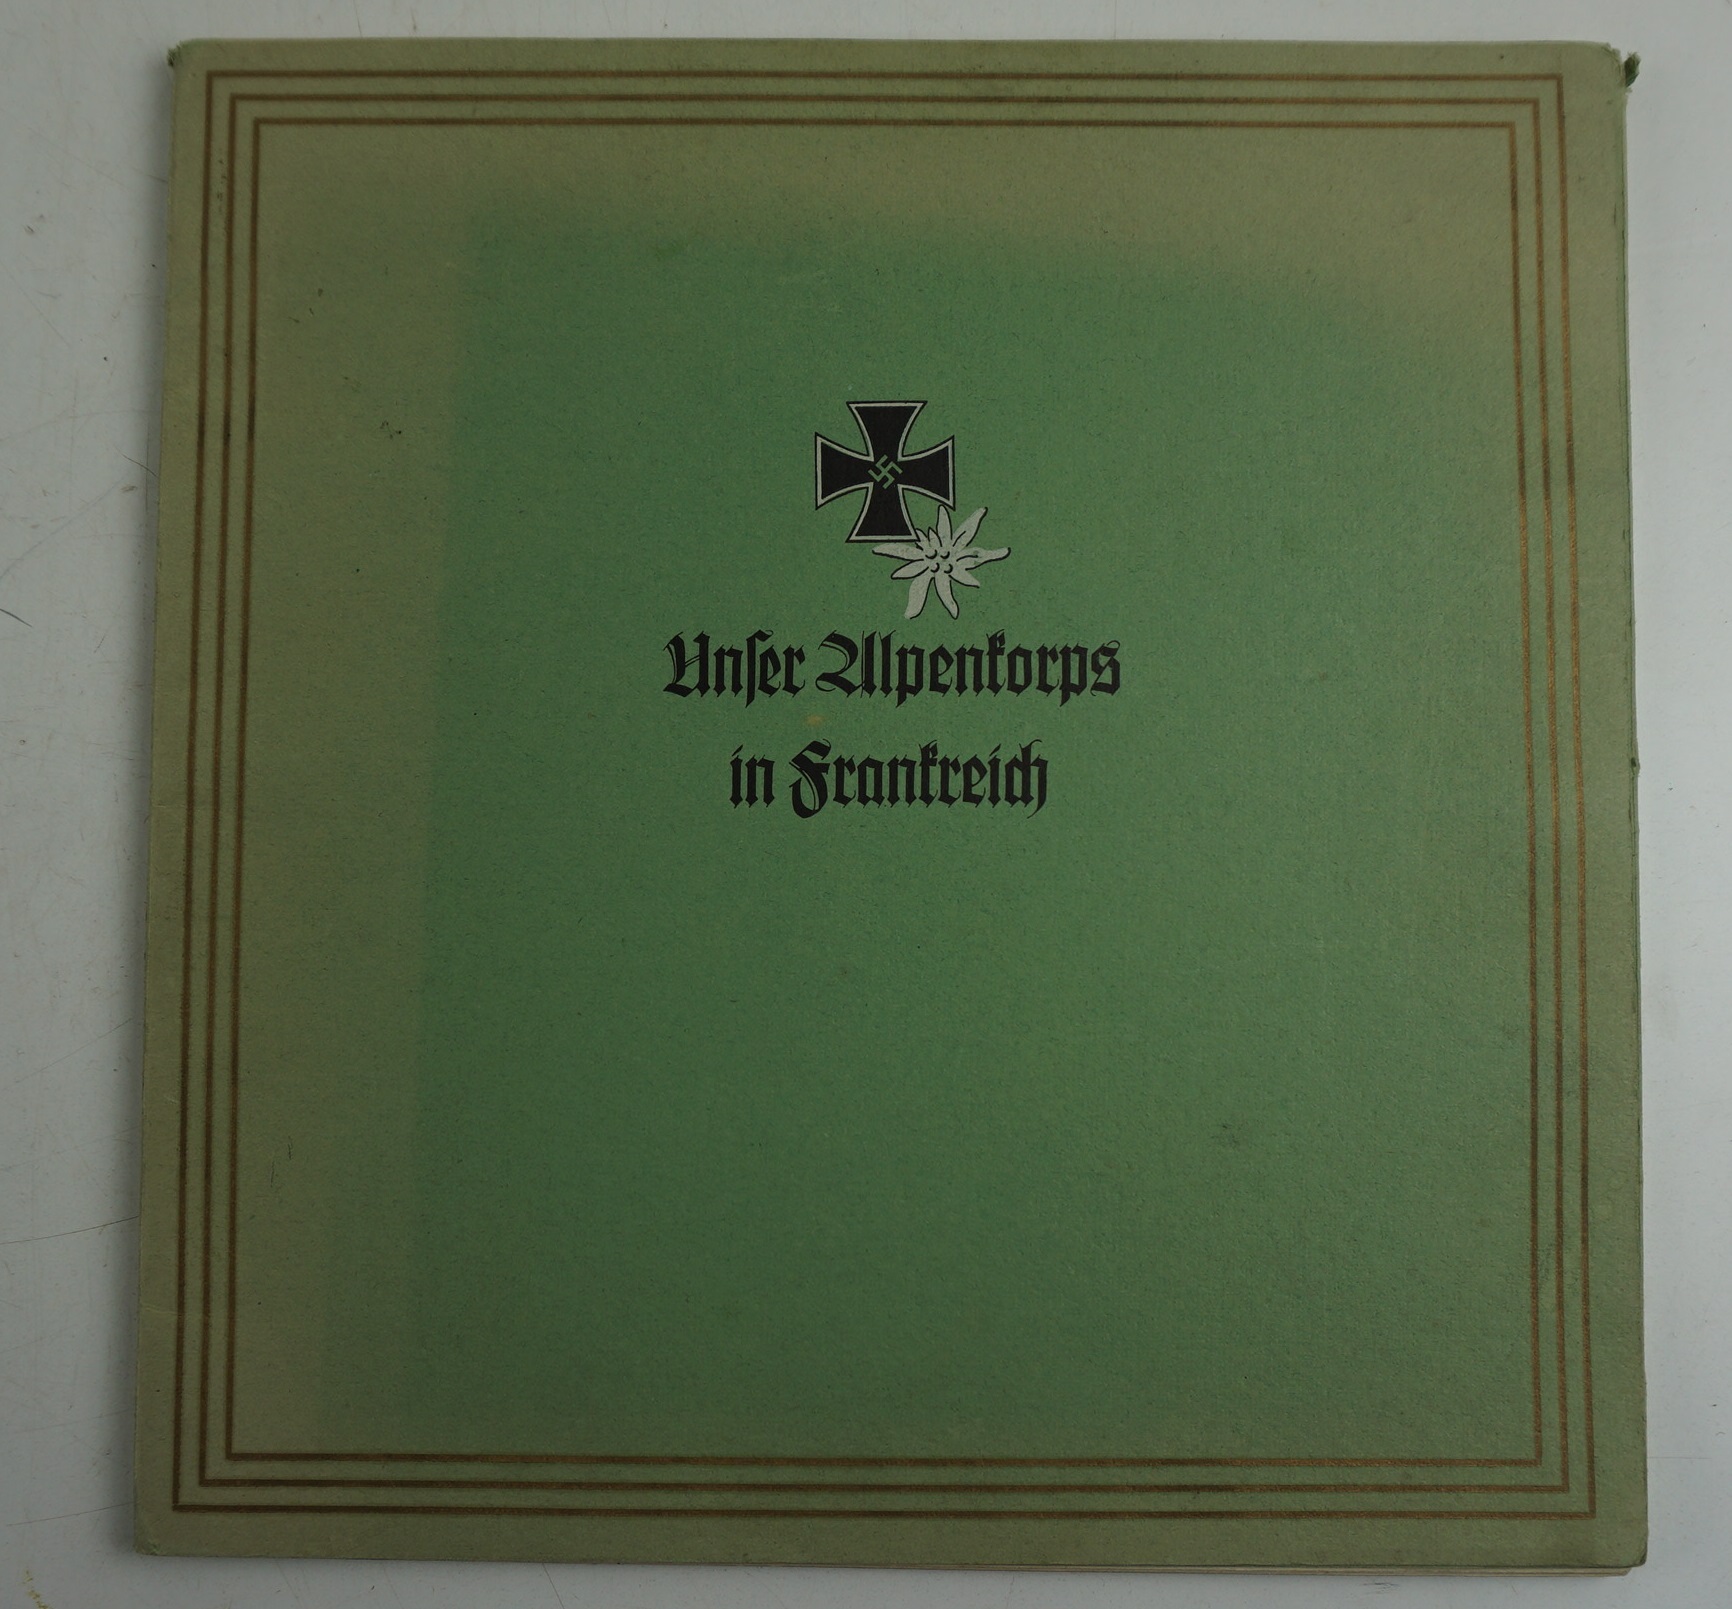 Unſer Alpenkorps
in Frankreich